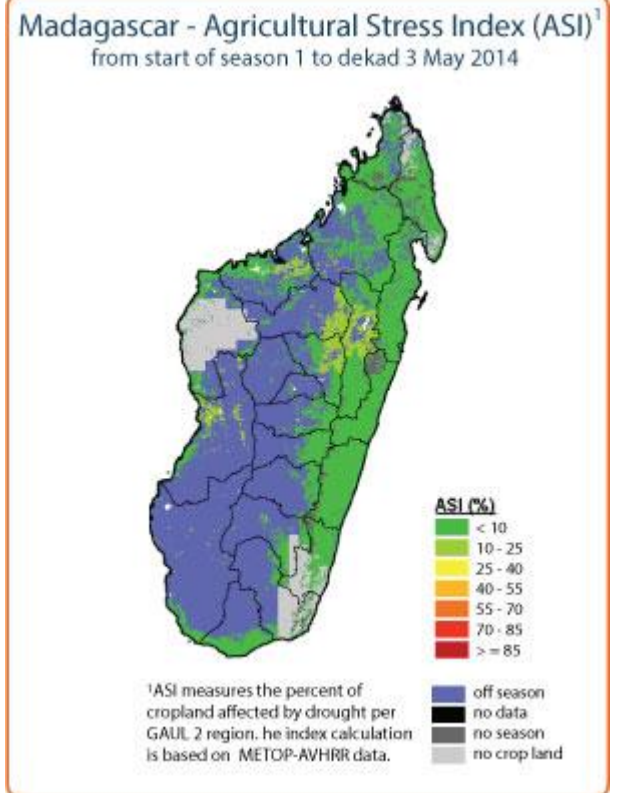 Madagascar - Agricultural Stress Index (ASI)¹
from start of season 1 to dekad 3 May 2014
ASI (%)
< 10
10 - 25
25 - 40
40 - 55
55 - 70
70 - 85
> = 85
¹ASI measures the percent of
cropland affected by drought per
GAUL 2 region. he index calculation
is based on METOP-AVHRR data.
off season
no data
no season
no crop land